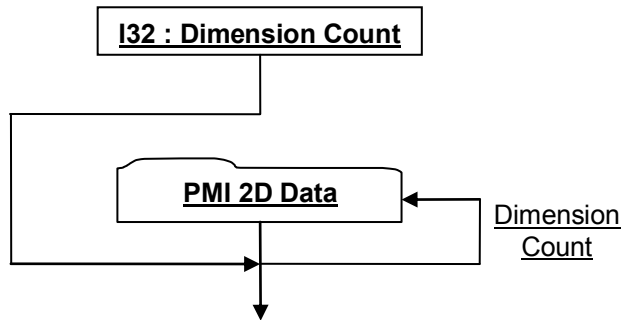 I32 : Dimension Count
PMI 2D Data
Dimension
Count